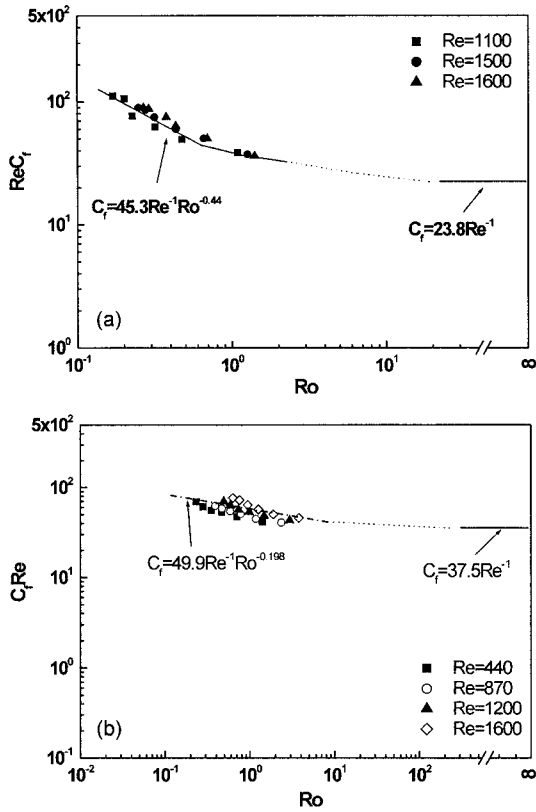 5x10²
10²
10¹
10⁰
ReC_f
Re=1100
Re=1500
Re=1600
C_f=45.3Re⁻¹Ro⁻⁰·⁴⁴
C_f=23.8Re⁻¹
(a)
10⁻¹
10⁰
10¹
∞
Ro
5x10²
10²
10¹
10⁰
10⁻¹
C_fRe
C_f=49.9Re⁻¹Ro⁻⁰·¹⁹⁸
C_f=37.5Re⁻¹
Re=440
Re=870
Re=1200
Re=1600
(b)
10⁻²
10⁻¹
10⁰
10¹
10²
∞
Ro